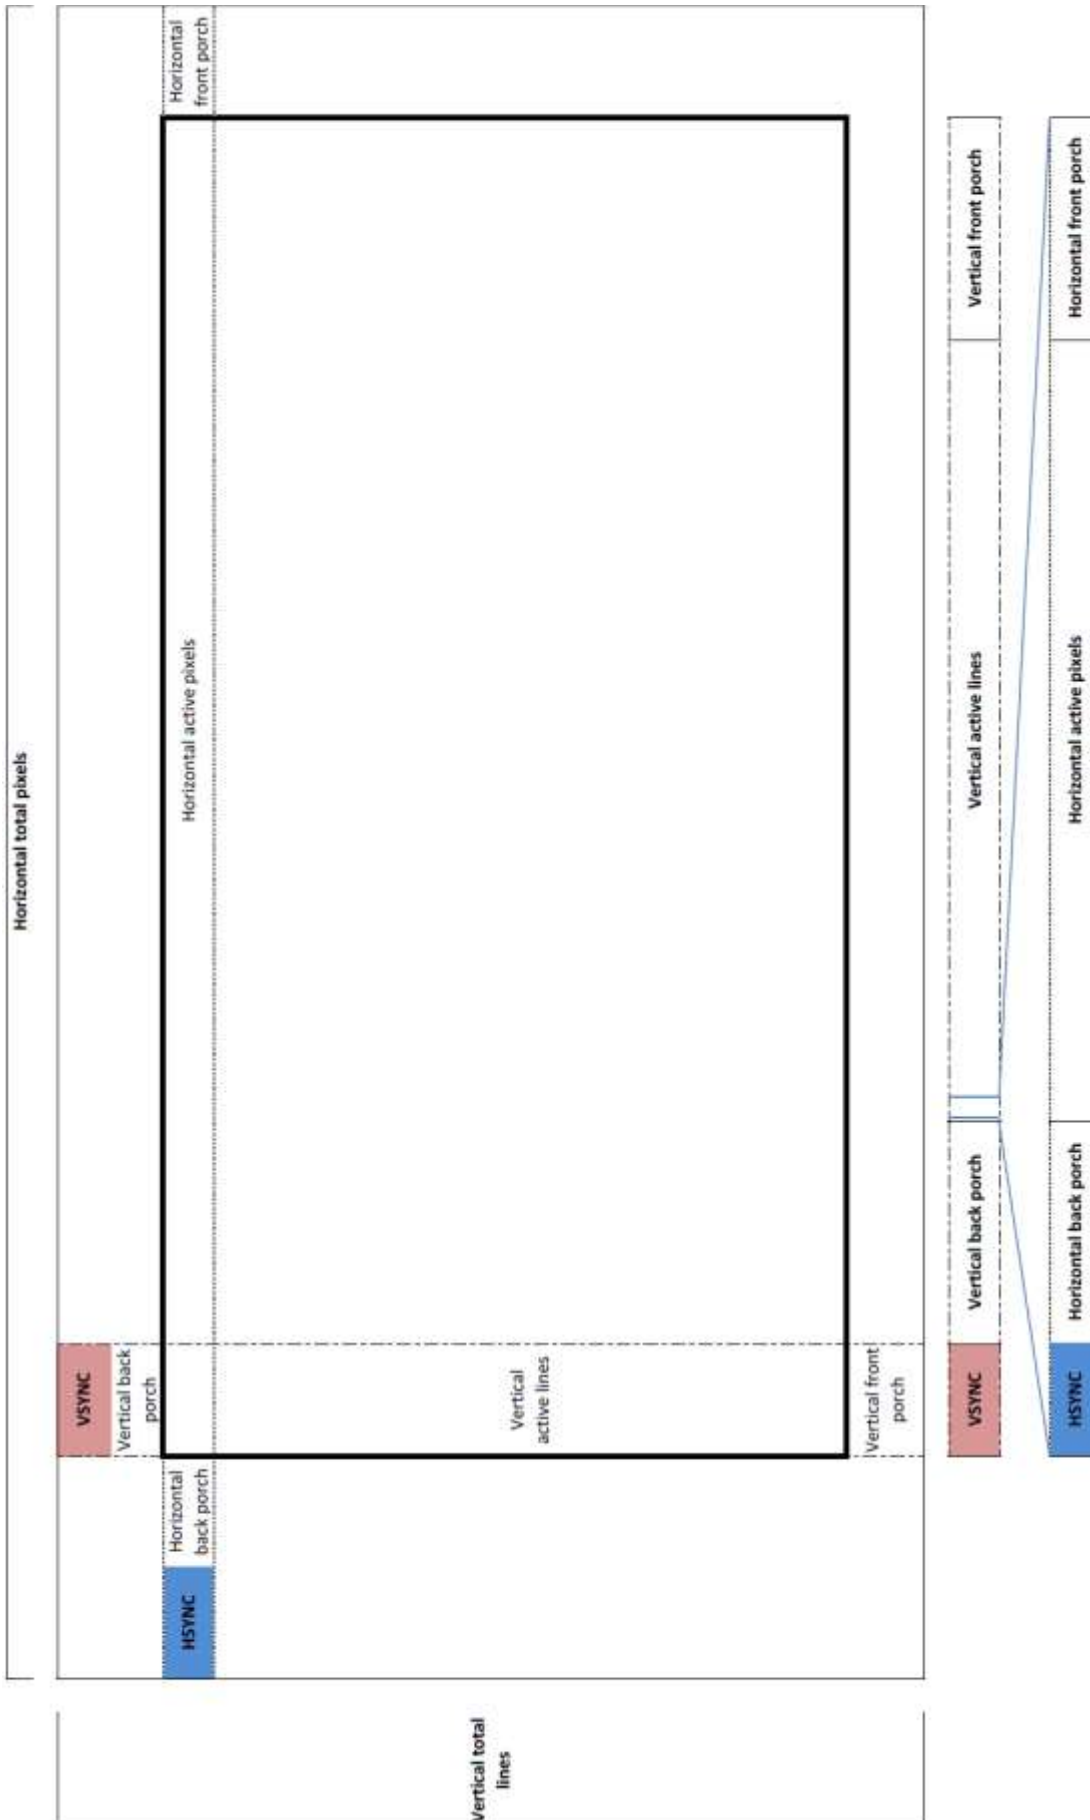 Horizontal total pixels
Vertical total
lines
VSYNC
Vertical back
porch
HSYNC
Horizontal
back porch
Horizontal active pixels
Horizontal
front porch
Vertical
active lines
Vertical front
porch
VSYNC
Vertical back porch
Vertical active lines
Vertical front porch
HSYNC
Horizontal back porch
Horizontal active pixels
Horizontal front porch